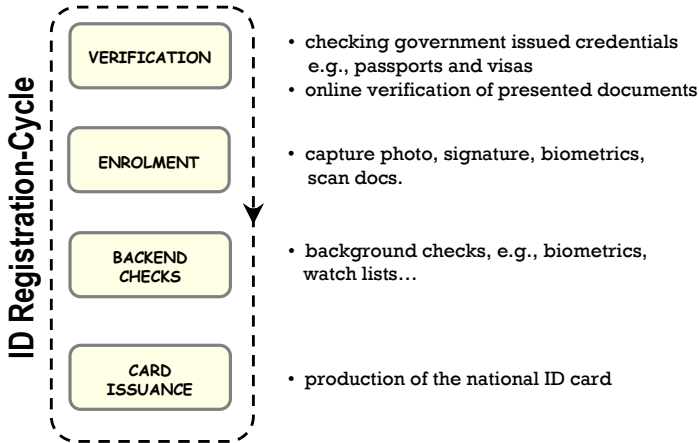 ID Registration-Cycle
VERIFICATION
• checking government issued credentials
e.g., passports and visas
• online verification of presented documents
ENROLMENT
• capture photo, signature, biometrics,
scan docs.
BACKEND
CHECKS
• background checks, e.g., biometrics,
watch lists…
CARD
ISSUANCE
• production of the national ID card